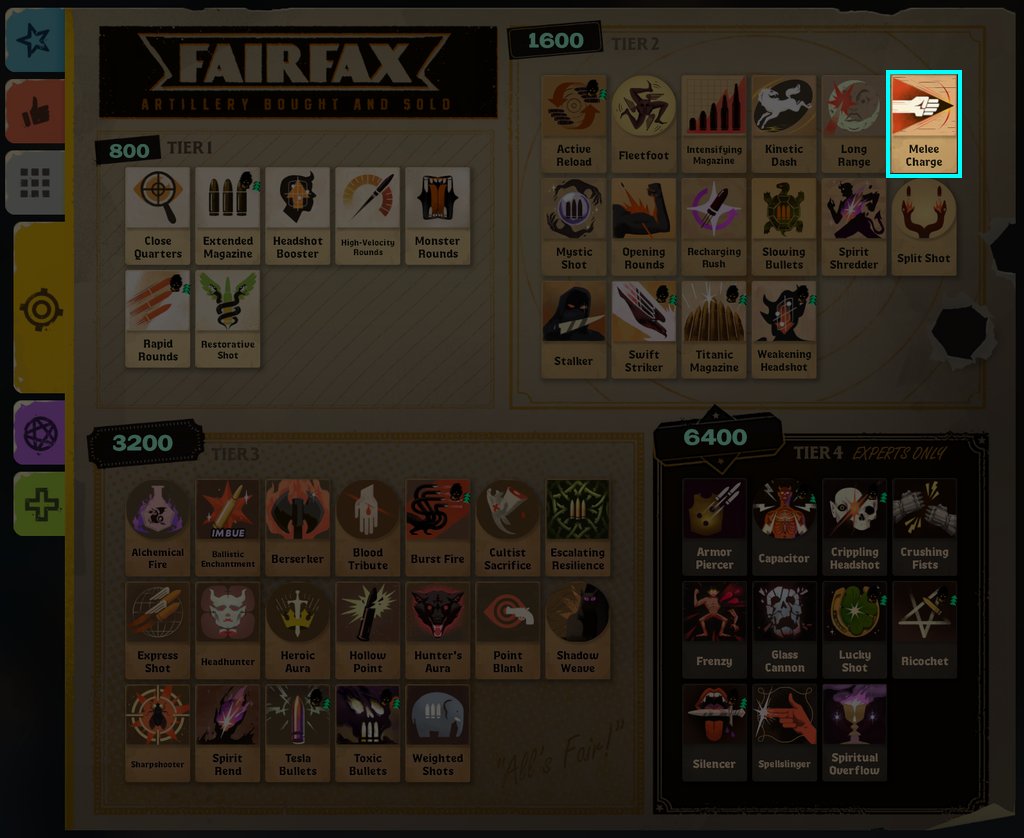 FAIRFAX
ARTILLERY BOUGHT AND SOLD
800 TIER 1
Close Quarters
Extended Magazine
Headshot Booster
High-Velocity Rounds
Monster Rounds
Rapid Rounds
Restorative Shot
1600 TIER 2
Active Reload
Fleetfoot
Intensifying Magazine
Kinetic Dash
Long Range
Melee Charge
Mystic Shot
Opening Rounds
Recharging Rush
Slowing Bullets
Spirit Shredder
Split Shot
Stalker
Swift Striker
Titanic Magazine
Weakening Headshot
3200 TIER 3
Alchemical Fire
IMBUE
Ballistic Enchantment
Berserker
Blood Tribute
Burst Fire
Cultist Sacrifice
Escalating Resilience
Express Shot
Headhunter
Heroic Aura
Hollow Point
Hunter's Aura
Point Blank
Shadow Weave
Sharpshooter
Spirit Rend
Tesla Bullets
Toxic Bullets
Weighted Shots
"All's Fair!"
6400 TIER 4 EXPERTS ONLY
Armor Piercer
Capacitor
Crippling Headshot
Crushing Fists
Frenzy
Glass Cannon
Lucky Shot
Ricochet
Silencer
Spellslinger
Spiritual Overflow